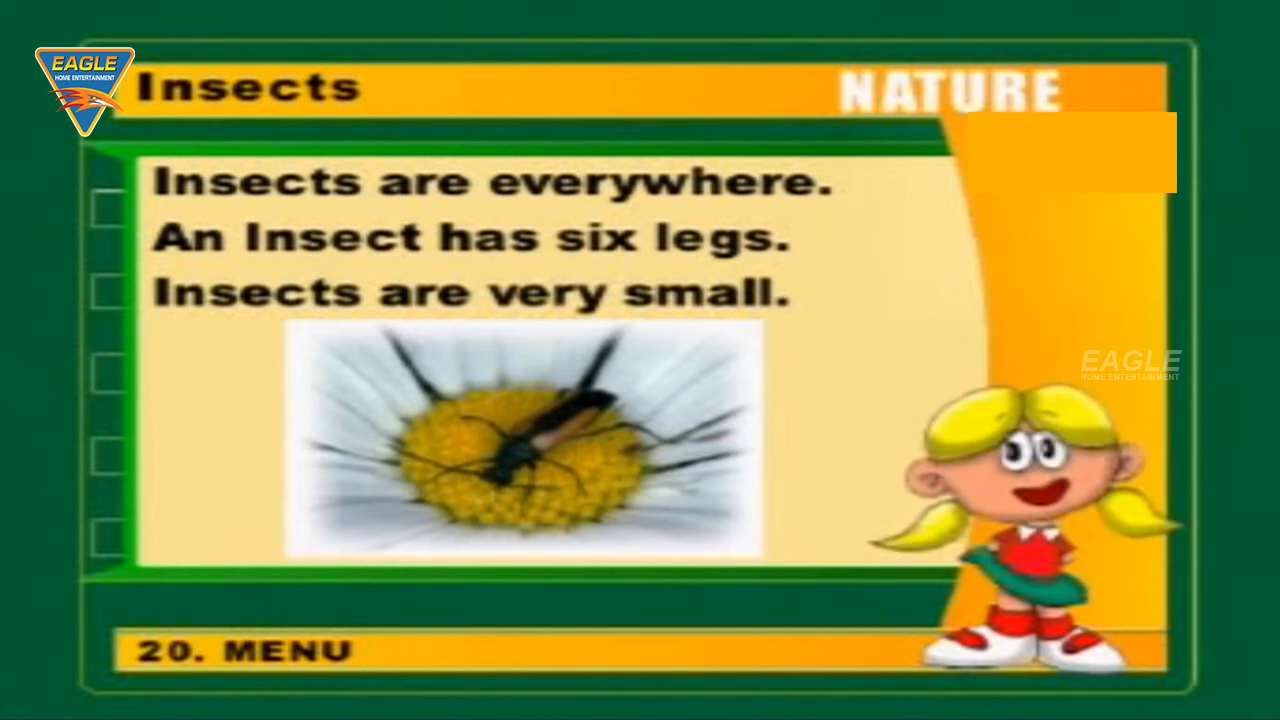 EAGLE
HOME ENTERTAINMENT
Insects
NATURE
Insects are everywhere.
An Insect has six legs.
Insects are very small.
EAGLE
HOME ENTERTAINMENT
20. MENU